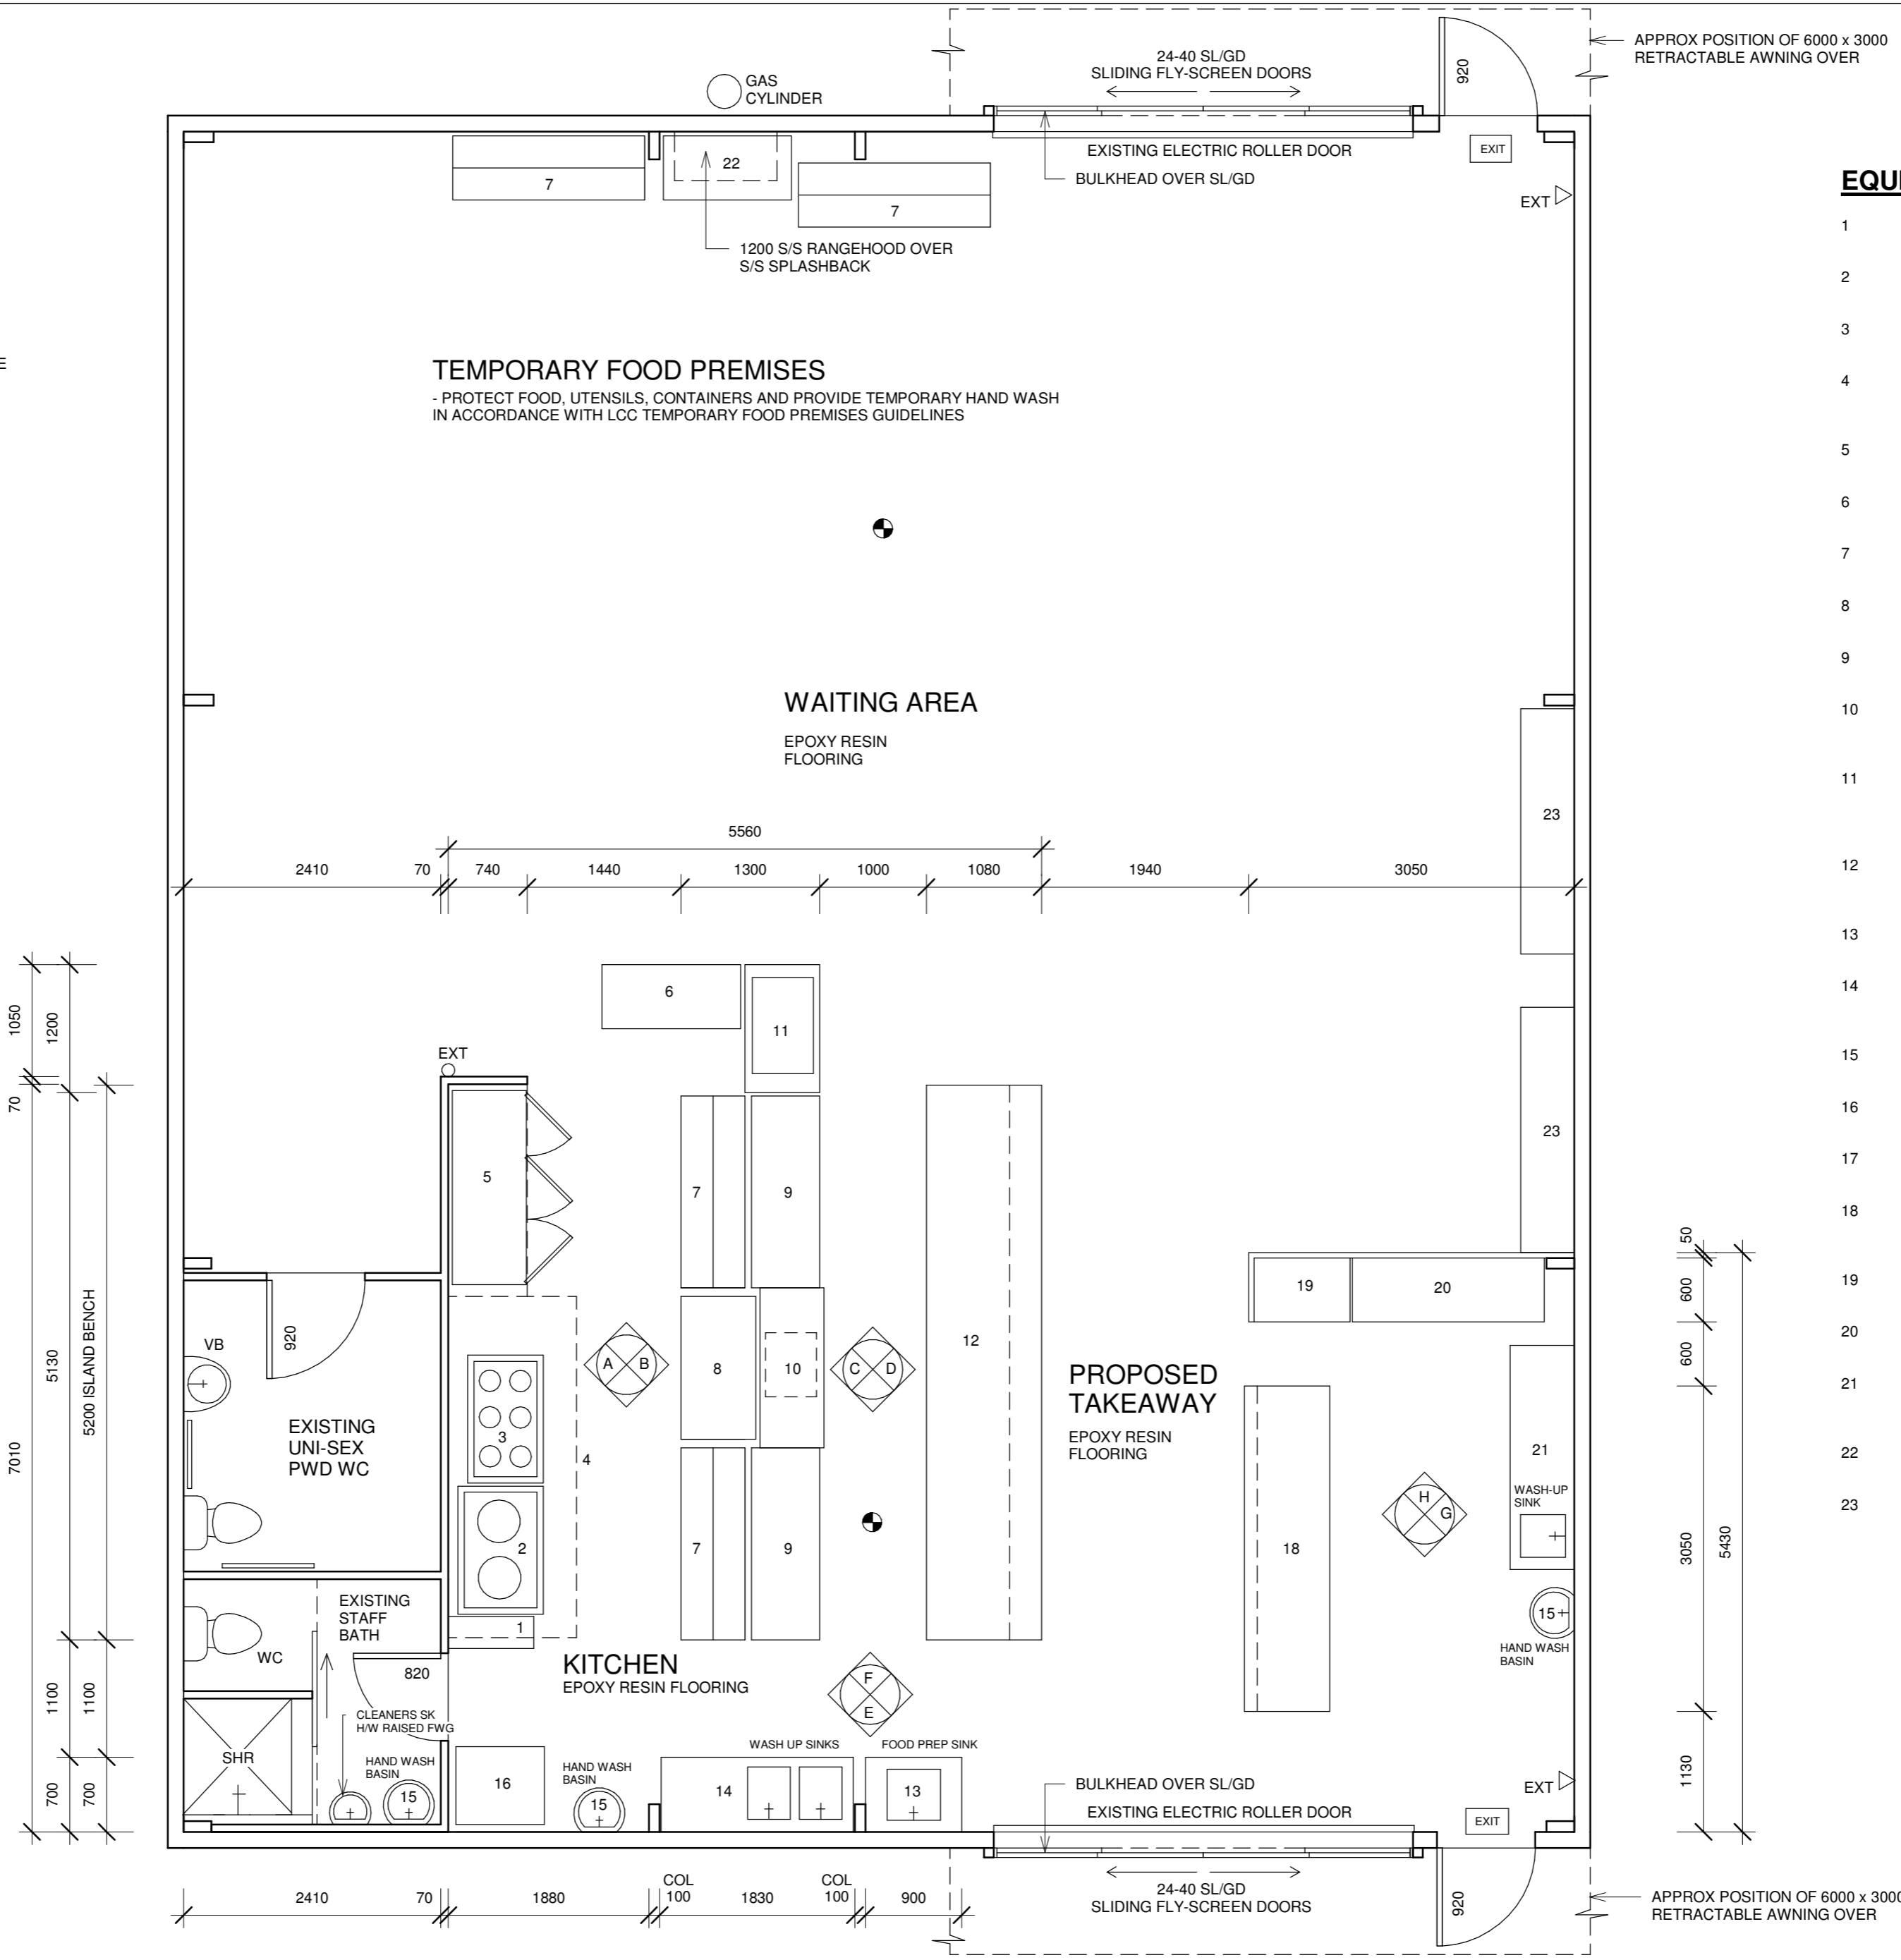 24-40 SL/GD
SLIDING FLY-SCREEN DOORS
920
APPROX POSITION OF 6000 x 3000
RETRACTABLE AWNING OVER
GAS
CYLINDER
EXISTING ELECTRIC ROLLER DOOR
BULKHEAD OVER SL/GD
EXIT
EXT
7
22
7
1200 S/S RANGEHOOD OVER
S/S SPLASHBACK
E
TEMPORARY FOOD PREMISES
- PROTECT FOOD, UTENSILS, CONTAINERS AND PROVIDE TEMPORARY HAND WASH
IN ACCORDANCE WITH LCC TEMPORARY FOOD PREMISES GUIDELINES
WAITING AREA
EPOXY RESIN
FLOORING
5560
2410 70 740 1440 1300 1000 1080 1940 3050
23
23
6
11
EXT
5
7
9
12
19
20
8
10
A B
C D
3
4
2
1
7
9
PROPOSED
TAKEAWAY
EPOXY RESIN
FLOORING
18
H
G
21
WASH-UP
SINK
15
HAND WASH
BASIN
VB
920
EXISTING
UNI-SEX
PWD WC
EXISTING
STAFF
BATH
WC
820
CLEANERS SK
H/W RAISED FWG
SHR
HAND WASH
BASIN
15
KITCHEN
EPOXY RESIN FLOORING
F
E
16
HAND WASH
BASIN
15
WASH UP SINKS
14
FOOD PREP SINK
13
BULKHEAD OVER SL/GD
EXISTING ELECTRIC ROLLER DOOR
EXT
EXIT
24-40 SL/GD
SLIDING FLY-SCREEN DOORS
920
APPROX POSITION OF 6000 x 3000
RETRACTABLE AWNING OVER
2410 70 1880 COL 100 1830 COL 100 900
1050
70
7010
1200
5130
1100
700
5200 ISLAND BENCH
1100
700
50
600
600
3050
1130
5430
EQUI
1
2
3
4
5
6
7
8
9
10
11
12
13
14
15
16
17
18
19
20
21
22
23